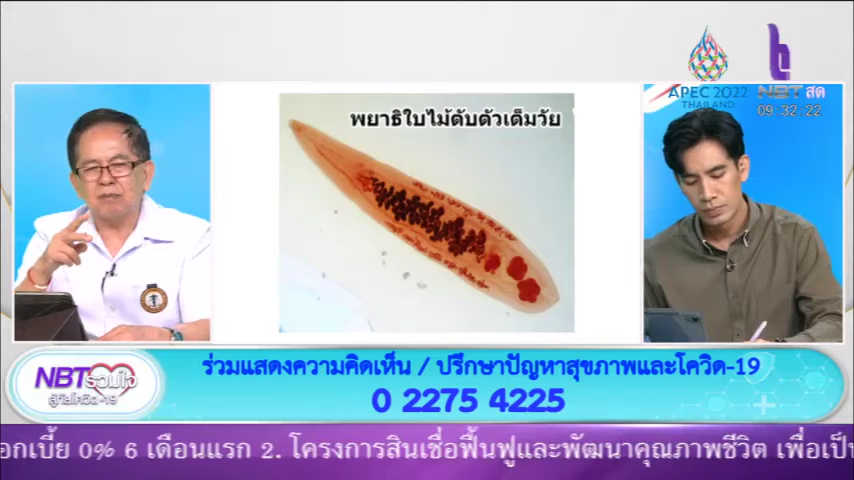 APEC 2022
THAILAND
NBT สด
09:32:22
พยาธิใบไม้ตับตัวเต็มวัย
NBTรวมใจ
สู้ภัยโควิด-19
ร่วมแสดงความคิดเห็น / ปรึกษาปัญหาสุขภาพและโควิด-19
0 2275 4225
อกเบี้ย 0% 6 เดือนแรก 2. โครงการสินเชื่อฟื้นฟูและพัฒนาคุณภาพชีวิต เพื่อเป็น